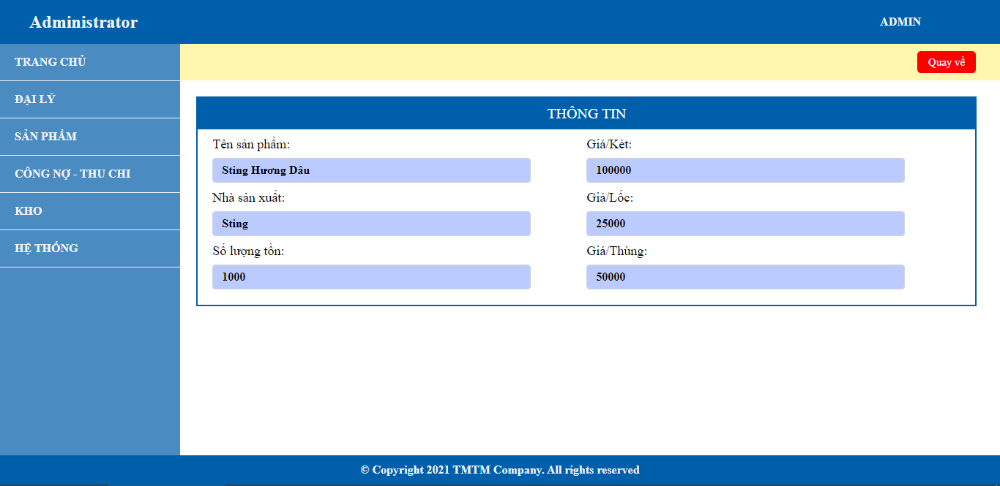 Administrator
ADMIN
TRANG CHỦ
ĐẠI LÝ
SẢN PHẨM
CÔNG NỢ - THU CHI
KHO
HỆ THỐNG
Quay về
THÔNG TIN
Tên sản phẩm:
Sting Hương Dâu
Nhà sản xuất:
Sting
Số lượng tồn:
1000
Giá/Két:
100000
Giá/Lốc:
25000
Giá/Thùng:
50000
© Copyright 2021 TMTM Company. All rights reserved